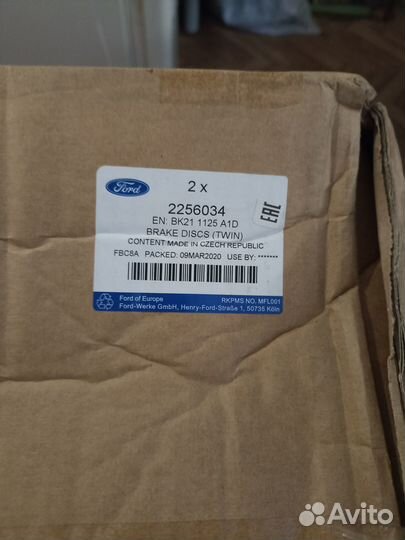 Ford
2 x
2256034
EN: BK21 1125 A1D
BRAKE DISCS (TWIN)
CONTENT MADE IN CZECH REPUBLIC
FBC8A PACKED: 09MAR2020 USE BY: *******
EAC
Ford of Europe
RKPMS NO. MFL001
Ford-Werke GmbH, Henry-Ford-Straße 1, 50735 Köln
Avito